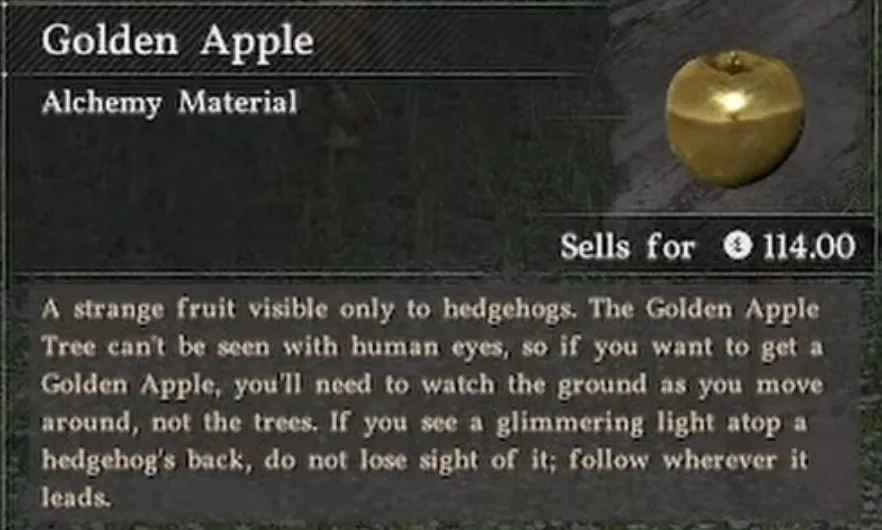 Golden Apple
Alchemy Material
Sells for 114.00
A strange fruit visible only to hedgehogs. The Golden Apple
Tree can't be seen with human eyes, so if you want to get a
Golden Apple, you'll need to watch the ground as you move
around, not the trees. If you see a glimmering light atop a
hedgehog's back, do not lose sight of it; follow wherever it
leads.